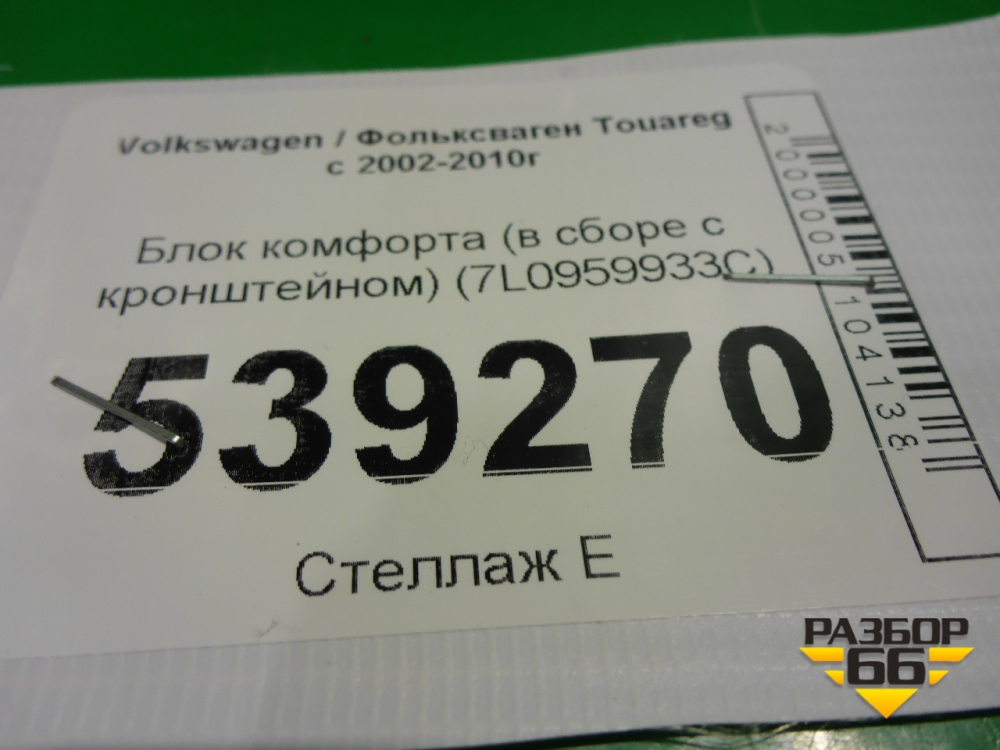 Volkswagen / Фольксваген Touareg
с 2002-2010г
Блок комфорта (в сборе с
кронштейном) (7L0959933C)
539270
Стеллаж Е
2000005104138
РАЗБОР
66